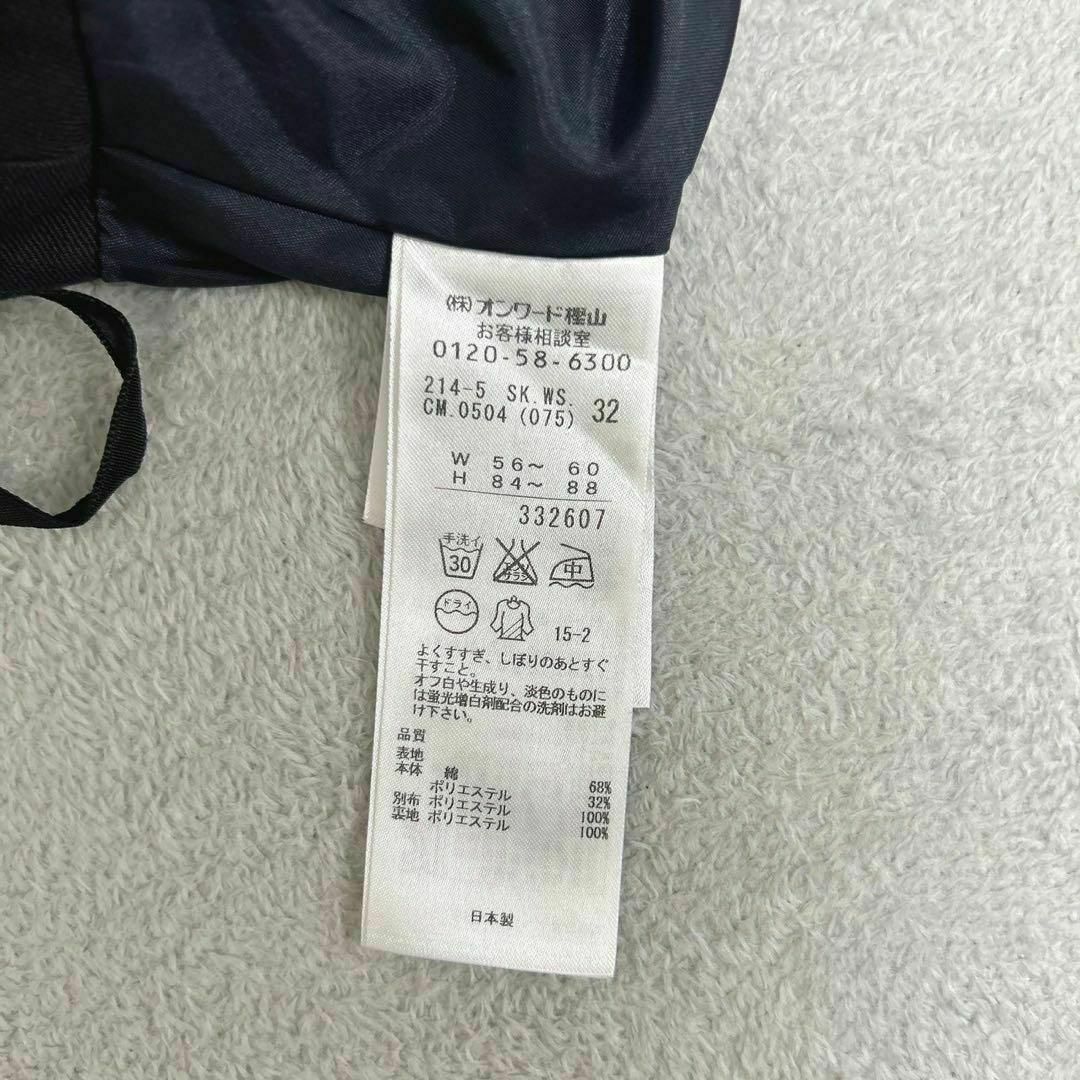 (株)オンワード樫山
お客様相談室
0120-58-6300
214-5 SK.WS. 32
CM.0504 (075)
W 56～ 60
H 84～ 88
332607
手洗イ
30
エンソ
サラシ
中
ドライ
15-2
よくすすぎ、しぼりのあとすぐ
干すこと。
オフ白や生成り、淡色のものに
は蛍光増白剤配合の洗剤はお避
け下さい。
品質
表地
本体 綿 68%
ポリエステル 32%
別布 ポリエステル 100%
裏地 ポリエステル 100%
日本製